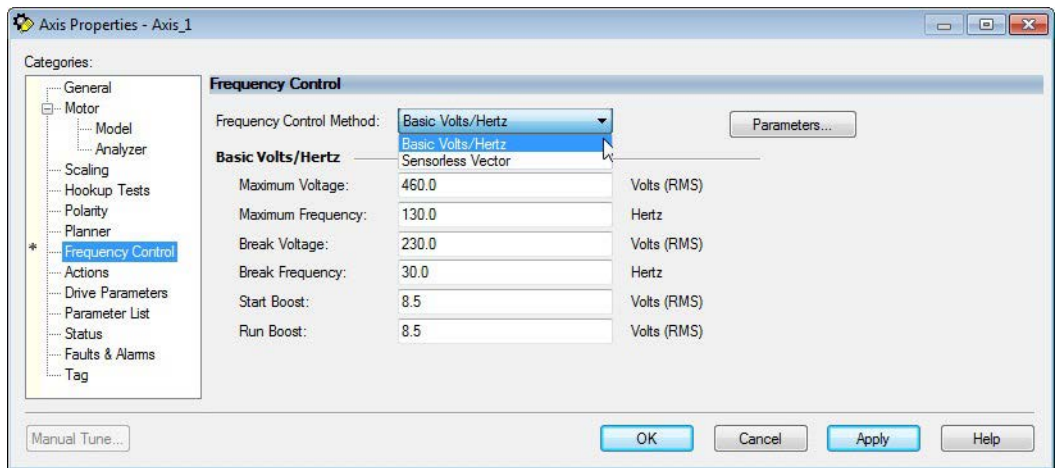 Axis Properties - Axis_1
Categories:
General
Motor
Model
Analyzer
Scaling
Hookup Tests
Polarity
Planner
* Frequency Control
Actions
Drive Parameters
Parameter List
Status
Faults & Alarms
Tag
Frequency Control
Frequency Control Method: Basic Volts/Hertz Parameters...
Basic Volts/Hertz
Sensorless Vector
Basic Volts/Hertz
Maximum Voltage: 460.0 Volts (RMS)
Maximum Frequency: 130.0 Hertz
Break Voltage: 230.0 Volts (RMS)
Break Frequency: 30.0 Hertz
Start Boost: 8.5 Volts (RMS)
Run Boost: 8.5 Volts (RMS)
Manual Tune... OK Cancel Apply Help